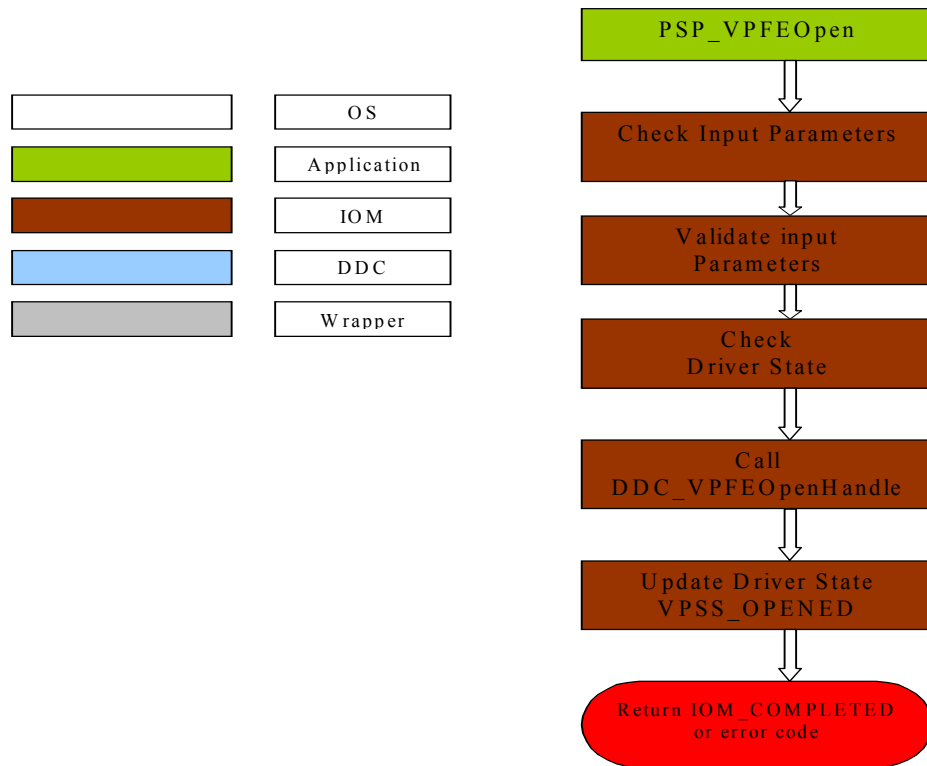 OS
Application
IOM
DDC
Wrapper
PSP_VPFEOpen
Check Input Parameters
Validate input
Parameters
Check
Driver State
Call
DDC_VPFEOpenHandle
Update Driver State
VPSS_OPENED
Return IOM_COMPLETED
or error code